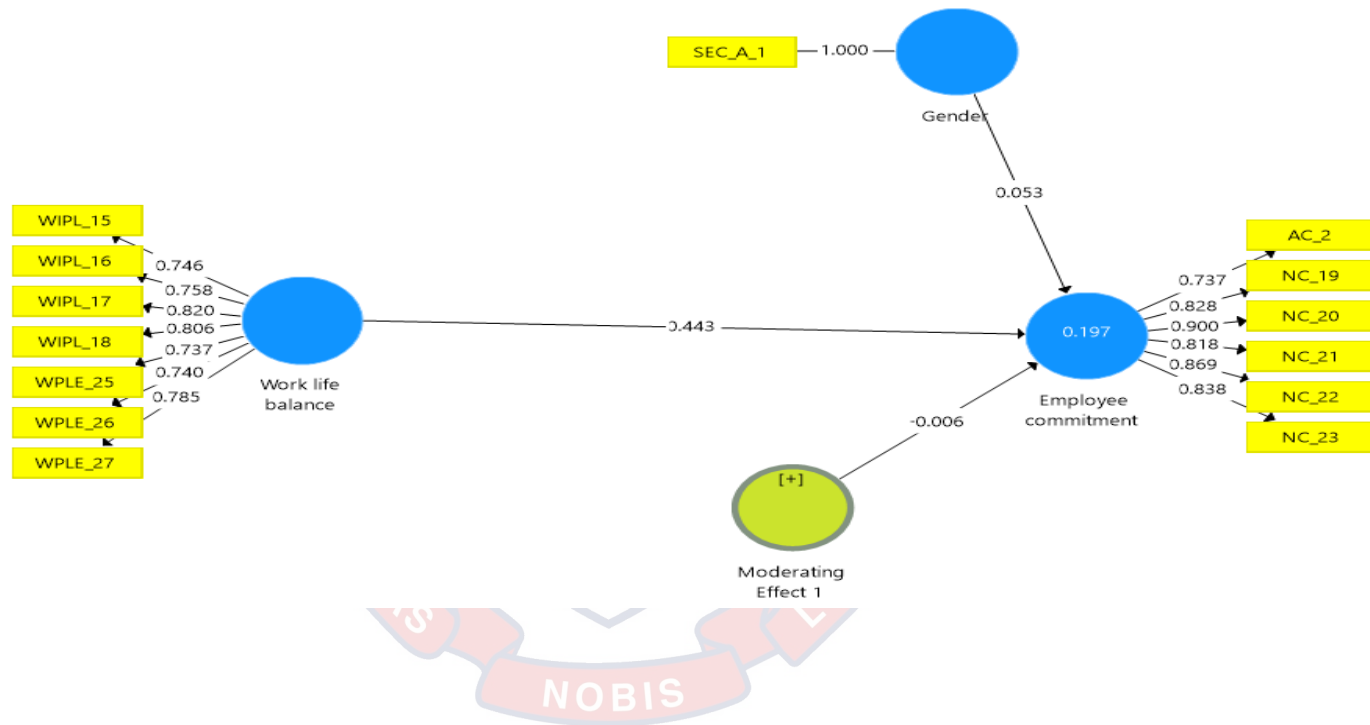 SEC_A_1
1.000
Gender
0.053
WIPL_15
WIPL_16
WIPL_17
WIPL_18
WPLE_25
WPLE_26
WPLE_27
0.746
0.758
0.820
0.806
0.737
0.740
0.785
Work life
balance
0.443
0.197
Employee
commitment
AC_2
NC_19
NC_20
NC_21
NC_22
NC_23
0.737
0.828
0.900
0.818
0.869
0.838
-0.006
[+]
Moderating
Effect 1
NOBIS